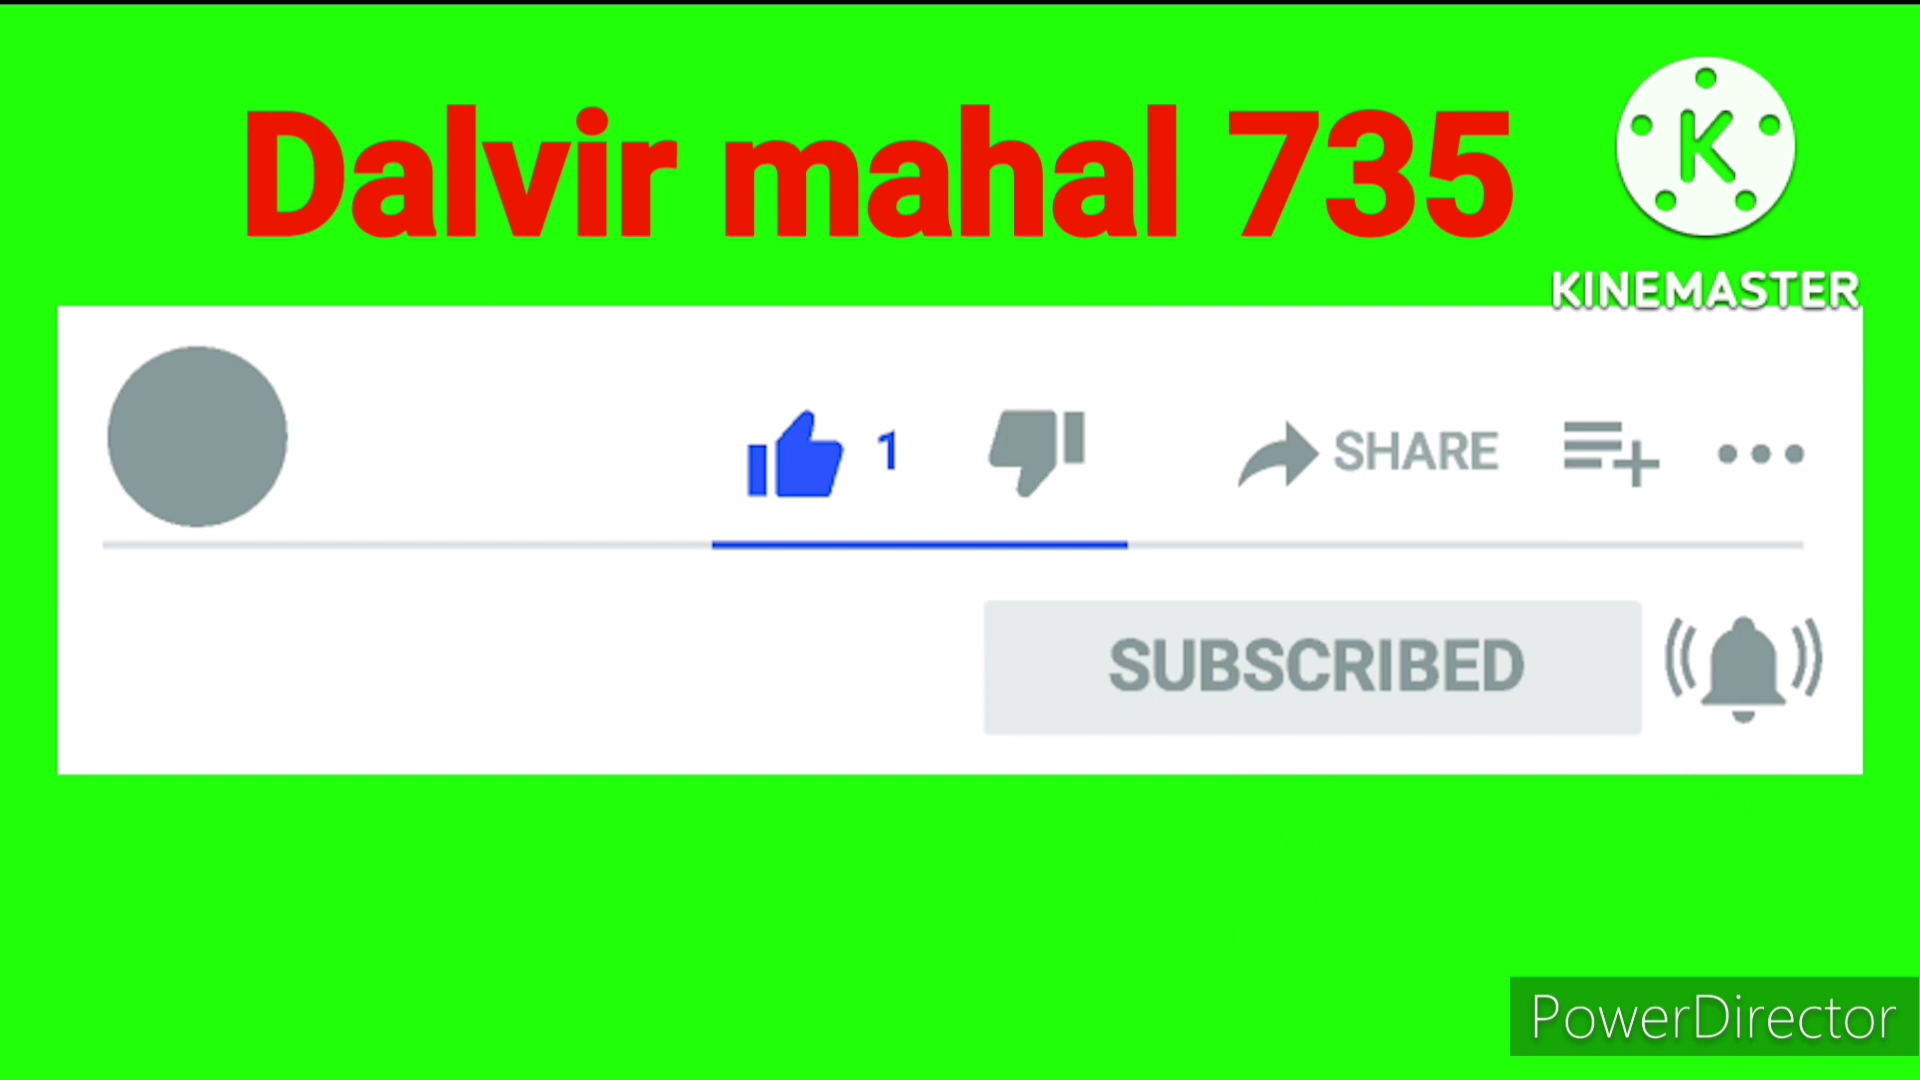 Dalvir mahal 735
K
KINEMASTER
1 SHARE
SUBSCRIBED
PowerDirector